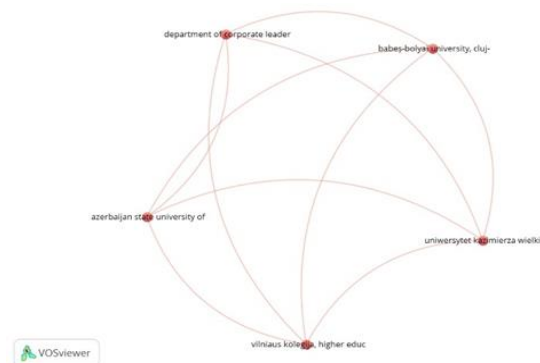 department of corporate leader
babeș-bolyai university, cluj-
azerbaijan state university of
uniwersytet kazimierza wielki
vilniaus kolegija, higher educ
VOSviewer